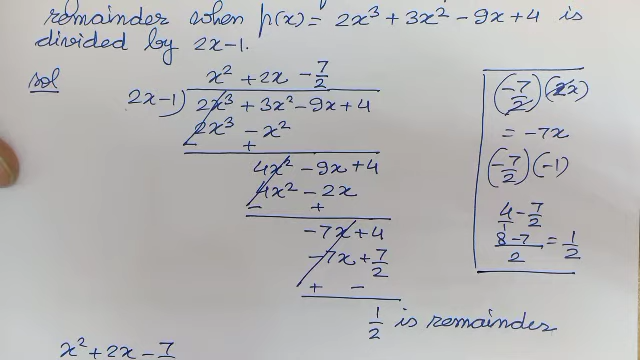 remainder when p(x) = 2x³ + 3x² - 9x + 4 is
divided by 2x-1.
sol
x² + 2x - 7/2
2x-1) 2x³ + 3x² - 9x + 4
2x³ - x²
- +
4x² - 9x + 4
4x² - 2x
- +
-7x + 4
-7x + 7/2
+ -
1/2 is remainder
x² + 2x - 7
(-7/2)(2x)
= -7x
(-7/2)(-1)
4/1 - 7/2
8-7/2 = 1/2